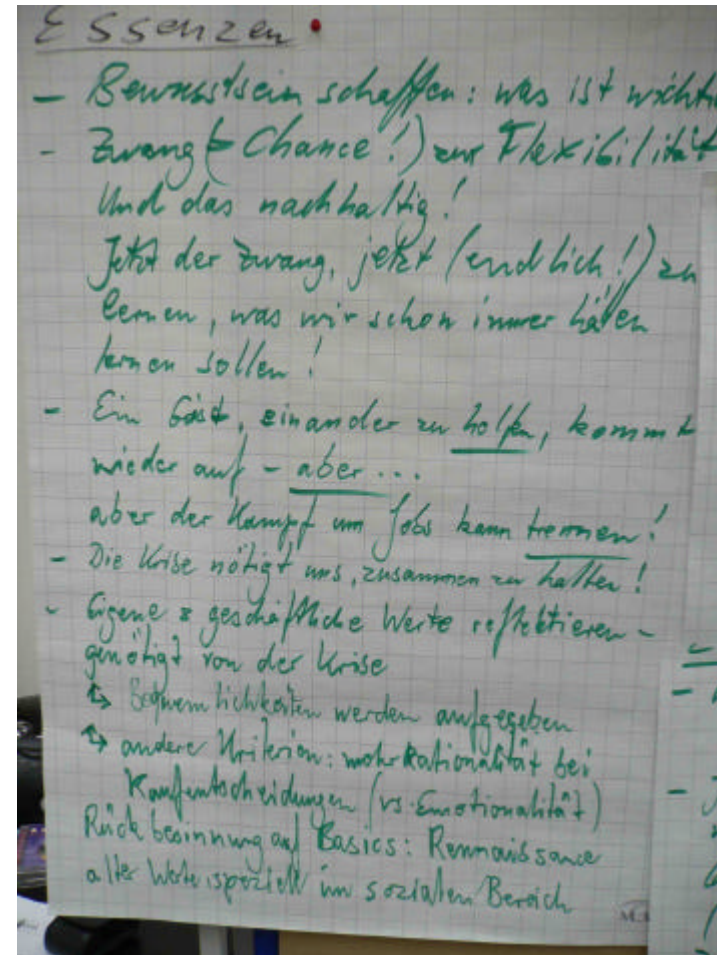 Essenzen
- Bewusstsein schaffen: was ist wichti
- Zwang (= Chance!) zur Flexibilität
Und das nachhaltig!
Jetzt der Zwang, jetzt (endlich!) zu
lernen, was wir schon immer hätten
lernen sollen!
- Ein Geist, einander zu helfen, kommt
wieder auf - aber...
aber der Kampf um Jobs kann trennen!
- Die Krise nötigt uns, zusammen zu halten!
- Eigene & geschäftliche Werte reflektieren -
genötigt von der Krise
↳ Bequemlichkeiten werden aufgegeben
↳ andere Kriterien: mehr Rationalität bei
Kaufentscheidungen (vs. Emotionalität)
Rückbesinnung auf Basics: Rennaissance
alter Werte speziell im sozialen Bereich